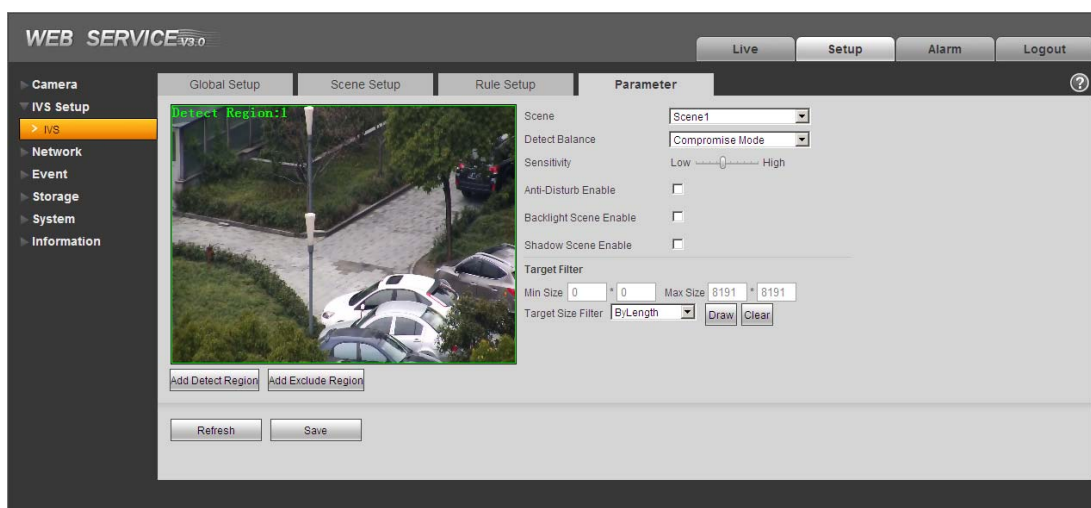 WEB SERVICE V3.0
Live Setup Alarm Logout
Camera
IVS Setup
> IVS
Network
Event
Storage
System
Information
Global Setup Scene Setup Rule Setup Parameter ?
Detect Region:1
Scene Scene1
Detect Balance Compromise Mode
Sensitivity Low High
Anti-Disturb Enable
Backlight Scene Enable
Shadow Scene Enable
Target Filter
Min Size 0 * 0 Max Size 8191 * 8191
Target Size Filter ByLength Draw Clear
Add Detect Region Add Exclude Region
Refresh Save